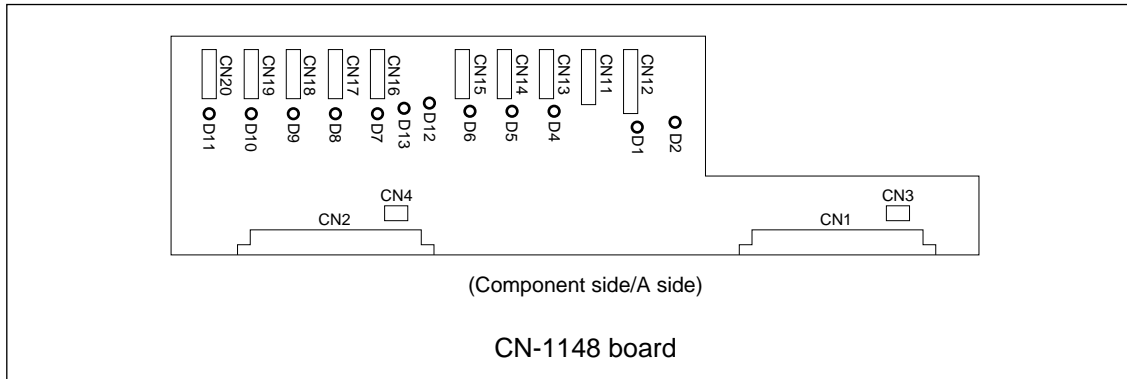 CN20
CN19
CN18
CN17
CN16
CN15
CN14
CN13
CN11
CN12
D11
D10
D9
D8
D7
D13
D12
D6
D5
D4
D1
D2
CN4
CN3
CN2
CN1
(Component side/A side)
CN-1148 board